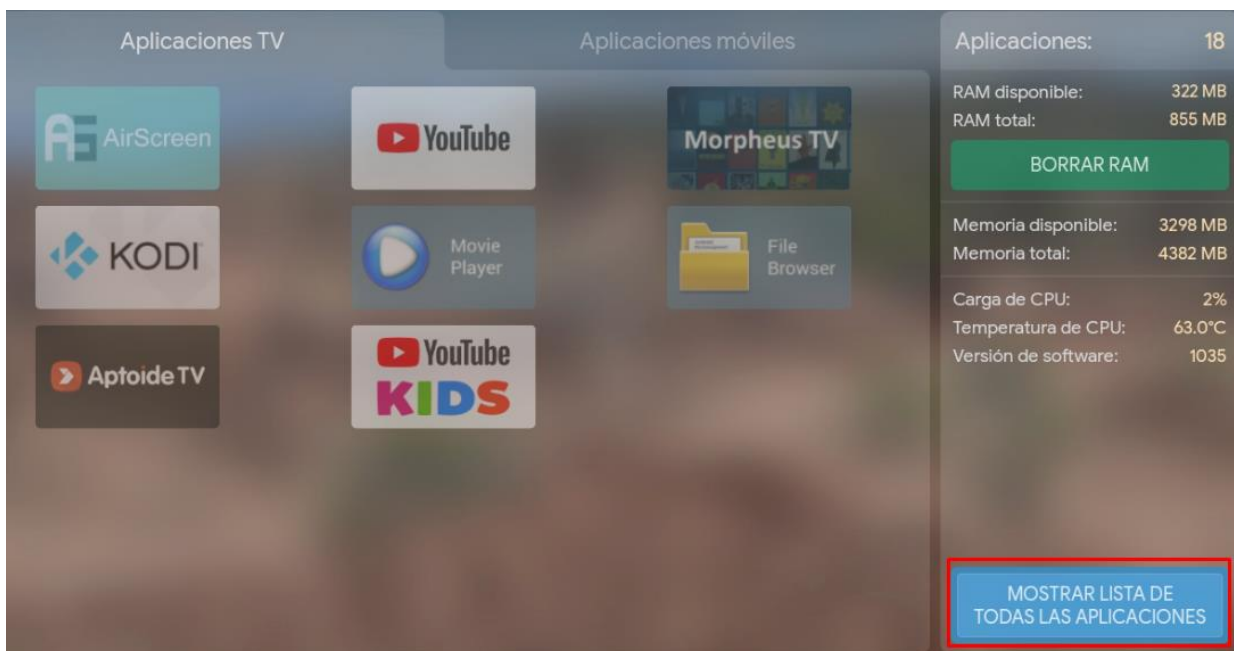 Aplicaciones TV
Aplicaciones móviles
AirScreen
YouTube
Morpheus TV
KODI
Movie
Player
File
Browser
Aptoide TV
YouTube
KIDS
Aplicaciones: 18
RAM disponible: 322 MB
RAM total: 855 MB
BORRAR RAM
Memoria disponible: 3298 MB
Memoria total: 4382 MB
Carga de CPU: 2%
Temperatura de CPU: 63.0°C
Versión de software: 1035
MOSTRAR LISTA DE
TODAS LAS APLICACIONES